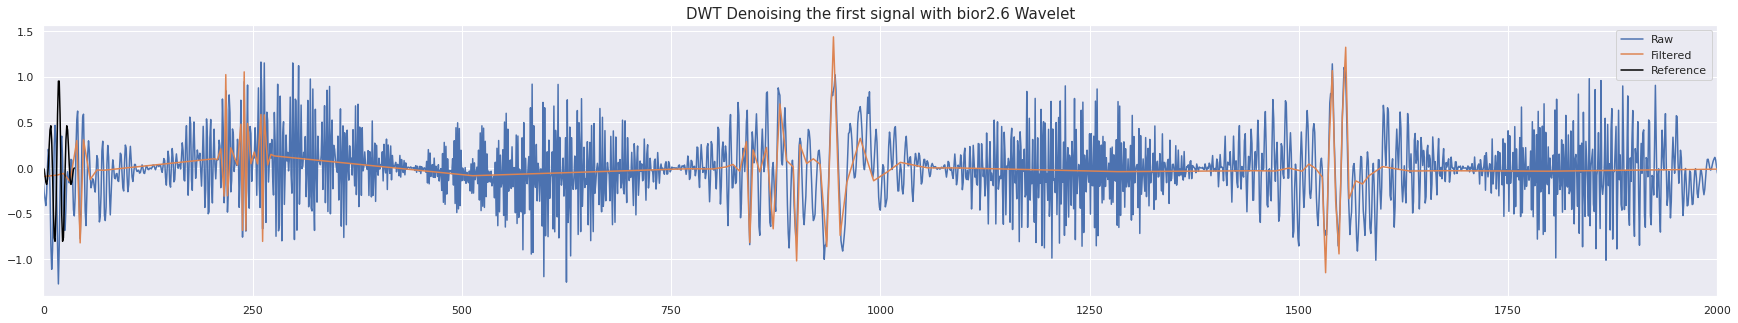 DWT Denoising the first signal with bior2.6 Wavelet
1.5
1.0
0.5
0.0
−0.5
−1.0
Raw
Filtered
Reference
0 250 500 750 1000 1250 1500 1750 2000